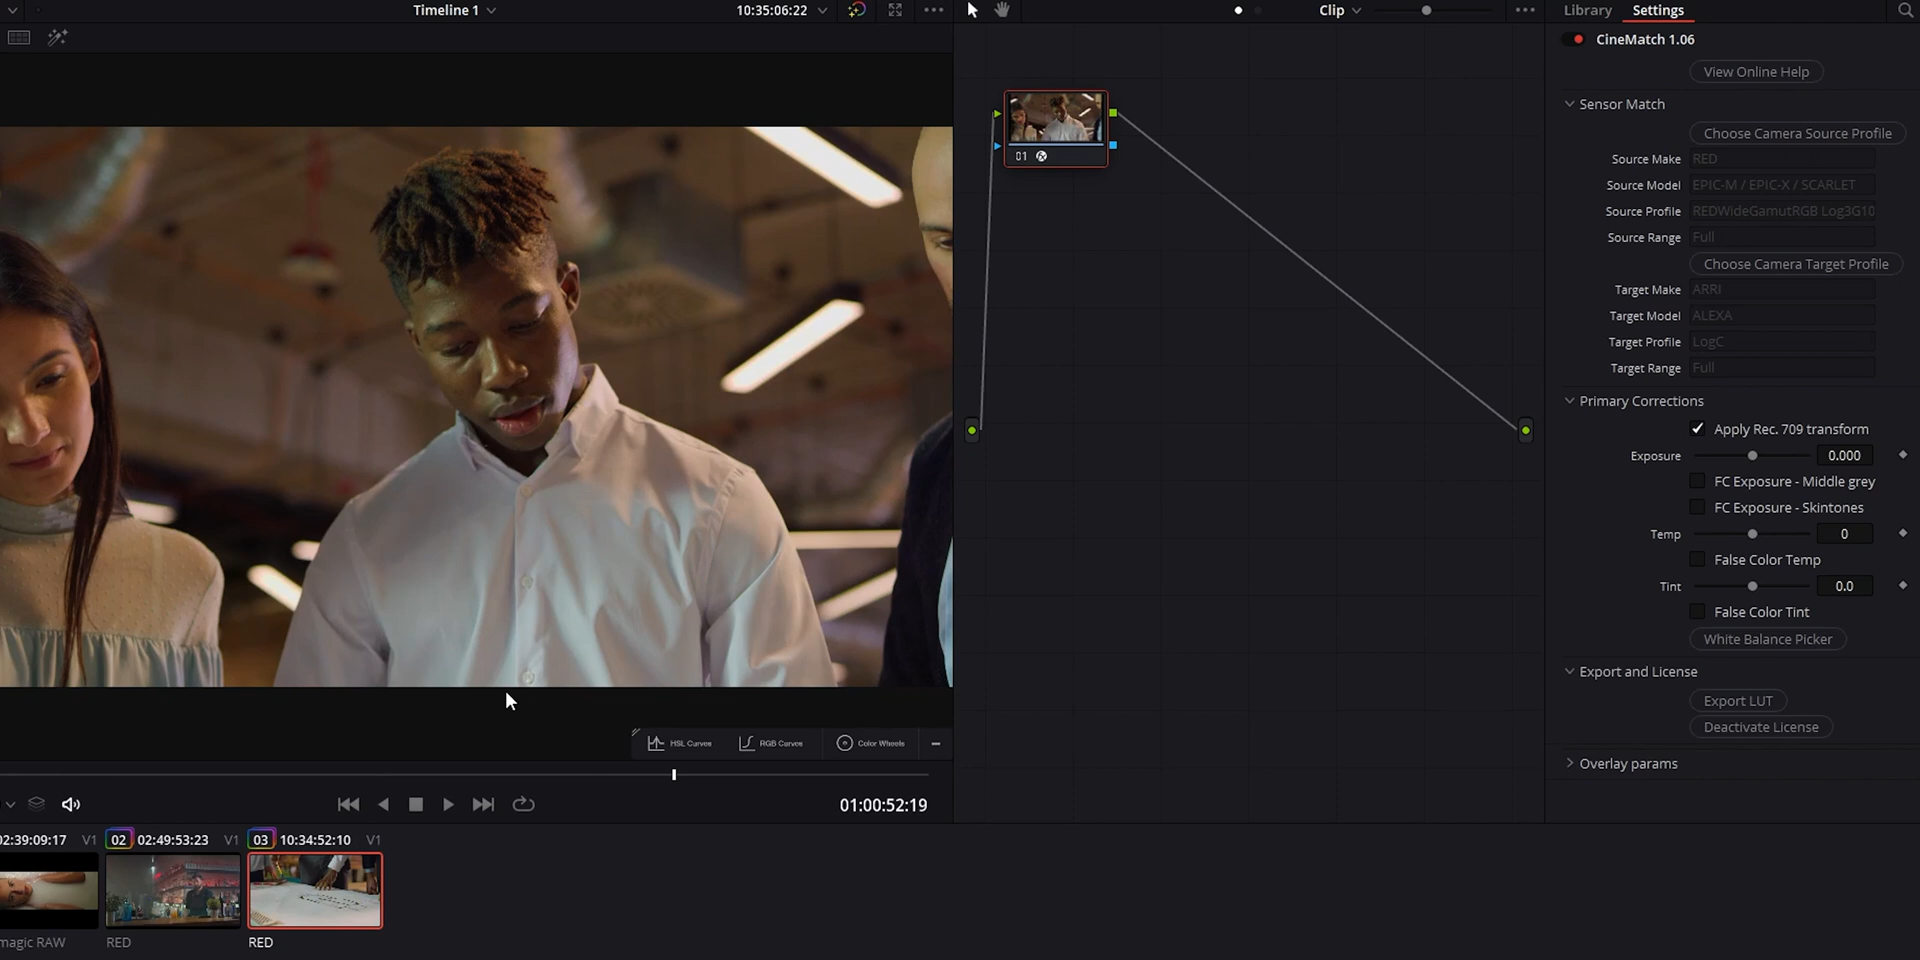 Timeline 1
10:35:06:22
Clip
Library
Settings
CineMatch 1.06
View Online Help
Sensor Match
Choose Camera Source Profile
Source Make RED
Source Model EPIC-M / EPIC-X / SCARLET
Source Profile REDWideGamutRGB Log3G10
Source Range Full
Choose Camera Target Profile
Target Make ARRI
Target Model ALEXA
Target Profile LogC
Target Range Full
Primary Corrections
Apply Rec. 709 transform
Exposure 0.000
FC Exposure - Middle grey
FC Exposure - Skintones
Temp 0
False Color Temp
Tint 0.0
False Color Tint
White Balance Picker
Export and License
Export LUT
Deactivate License
Overlay params
01
HSL Curves
RGB Curves
Color Wheels
01:00:52:19
02:39:09:17 V1
02 02:49:53:23 V1
03 10:34:52:10 V1
magic RAW
RED
RED